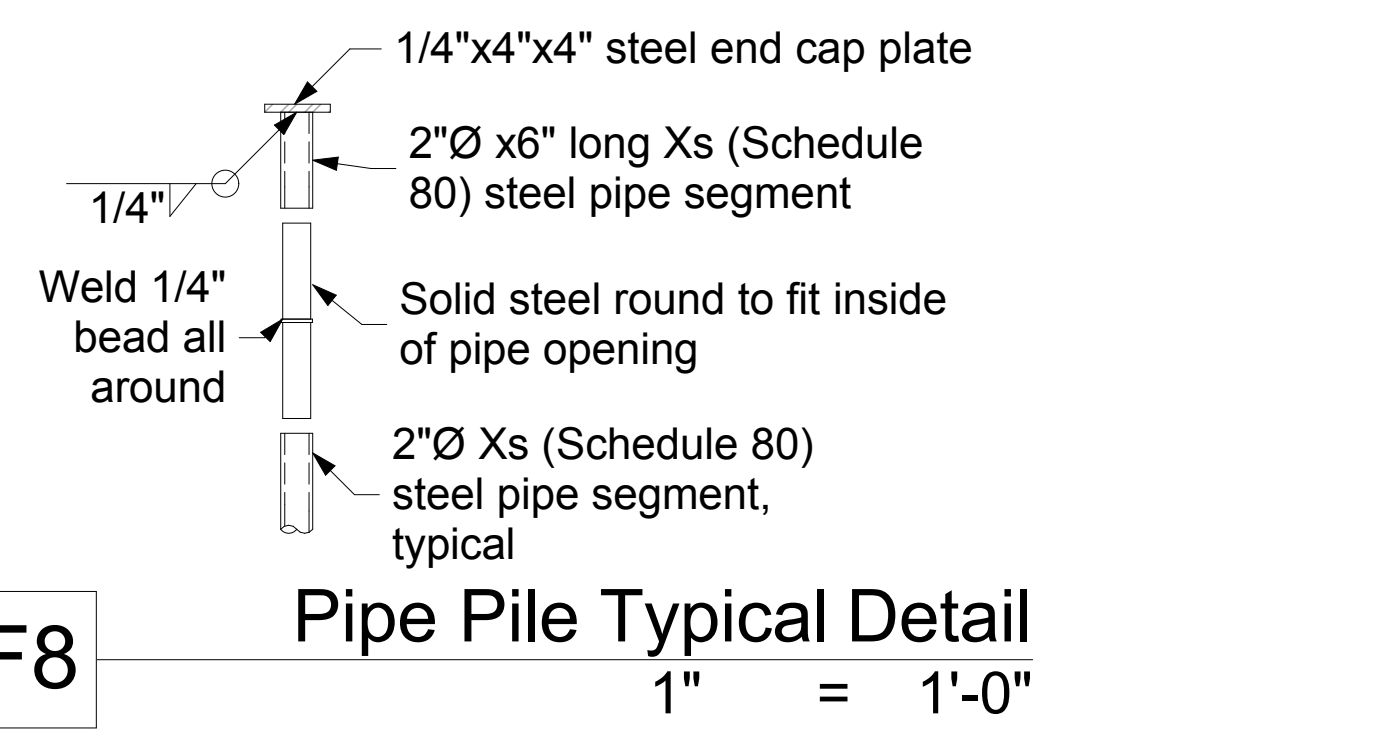 1/4"x4"x4" steel end cap plate
2"Ø x6" long Xs (Schedule
80) steel pipe segment
1/4"
Weld 1/4"
bead all
around
Solid steel round to fit inside
of pipe opening
2"Ø Xs (Schedule 80)
steel pipe segment,
typical
Pipe Pile Typical Detail
F8
1" = 1'-0"